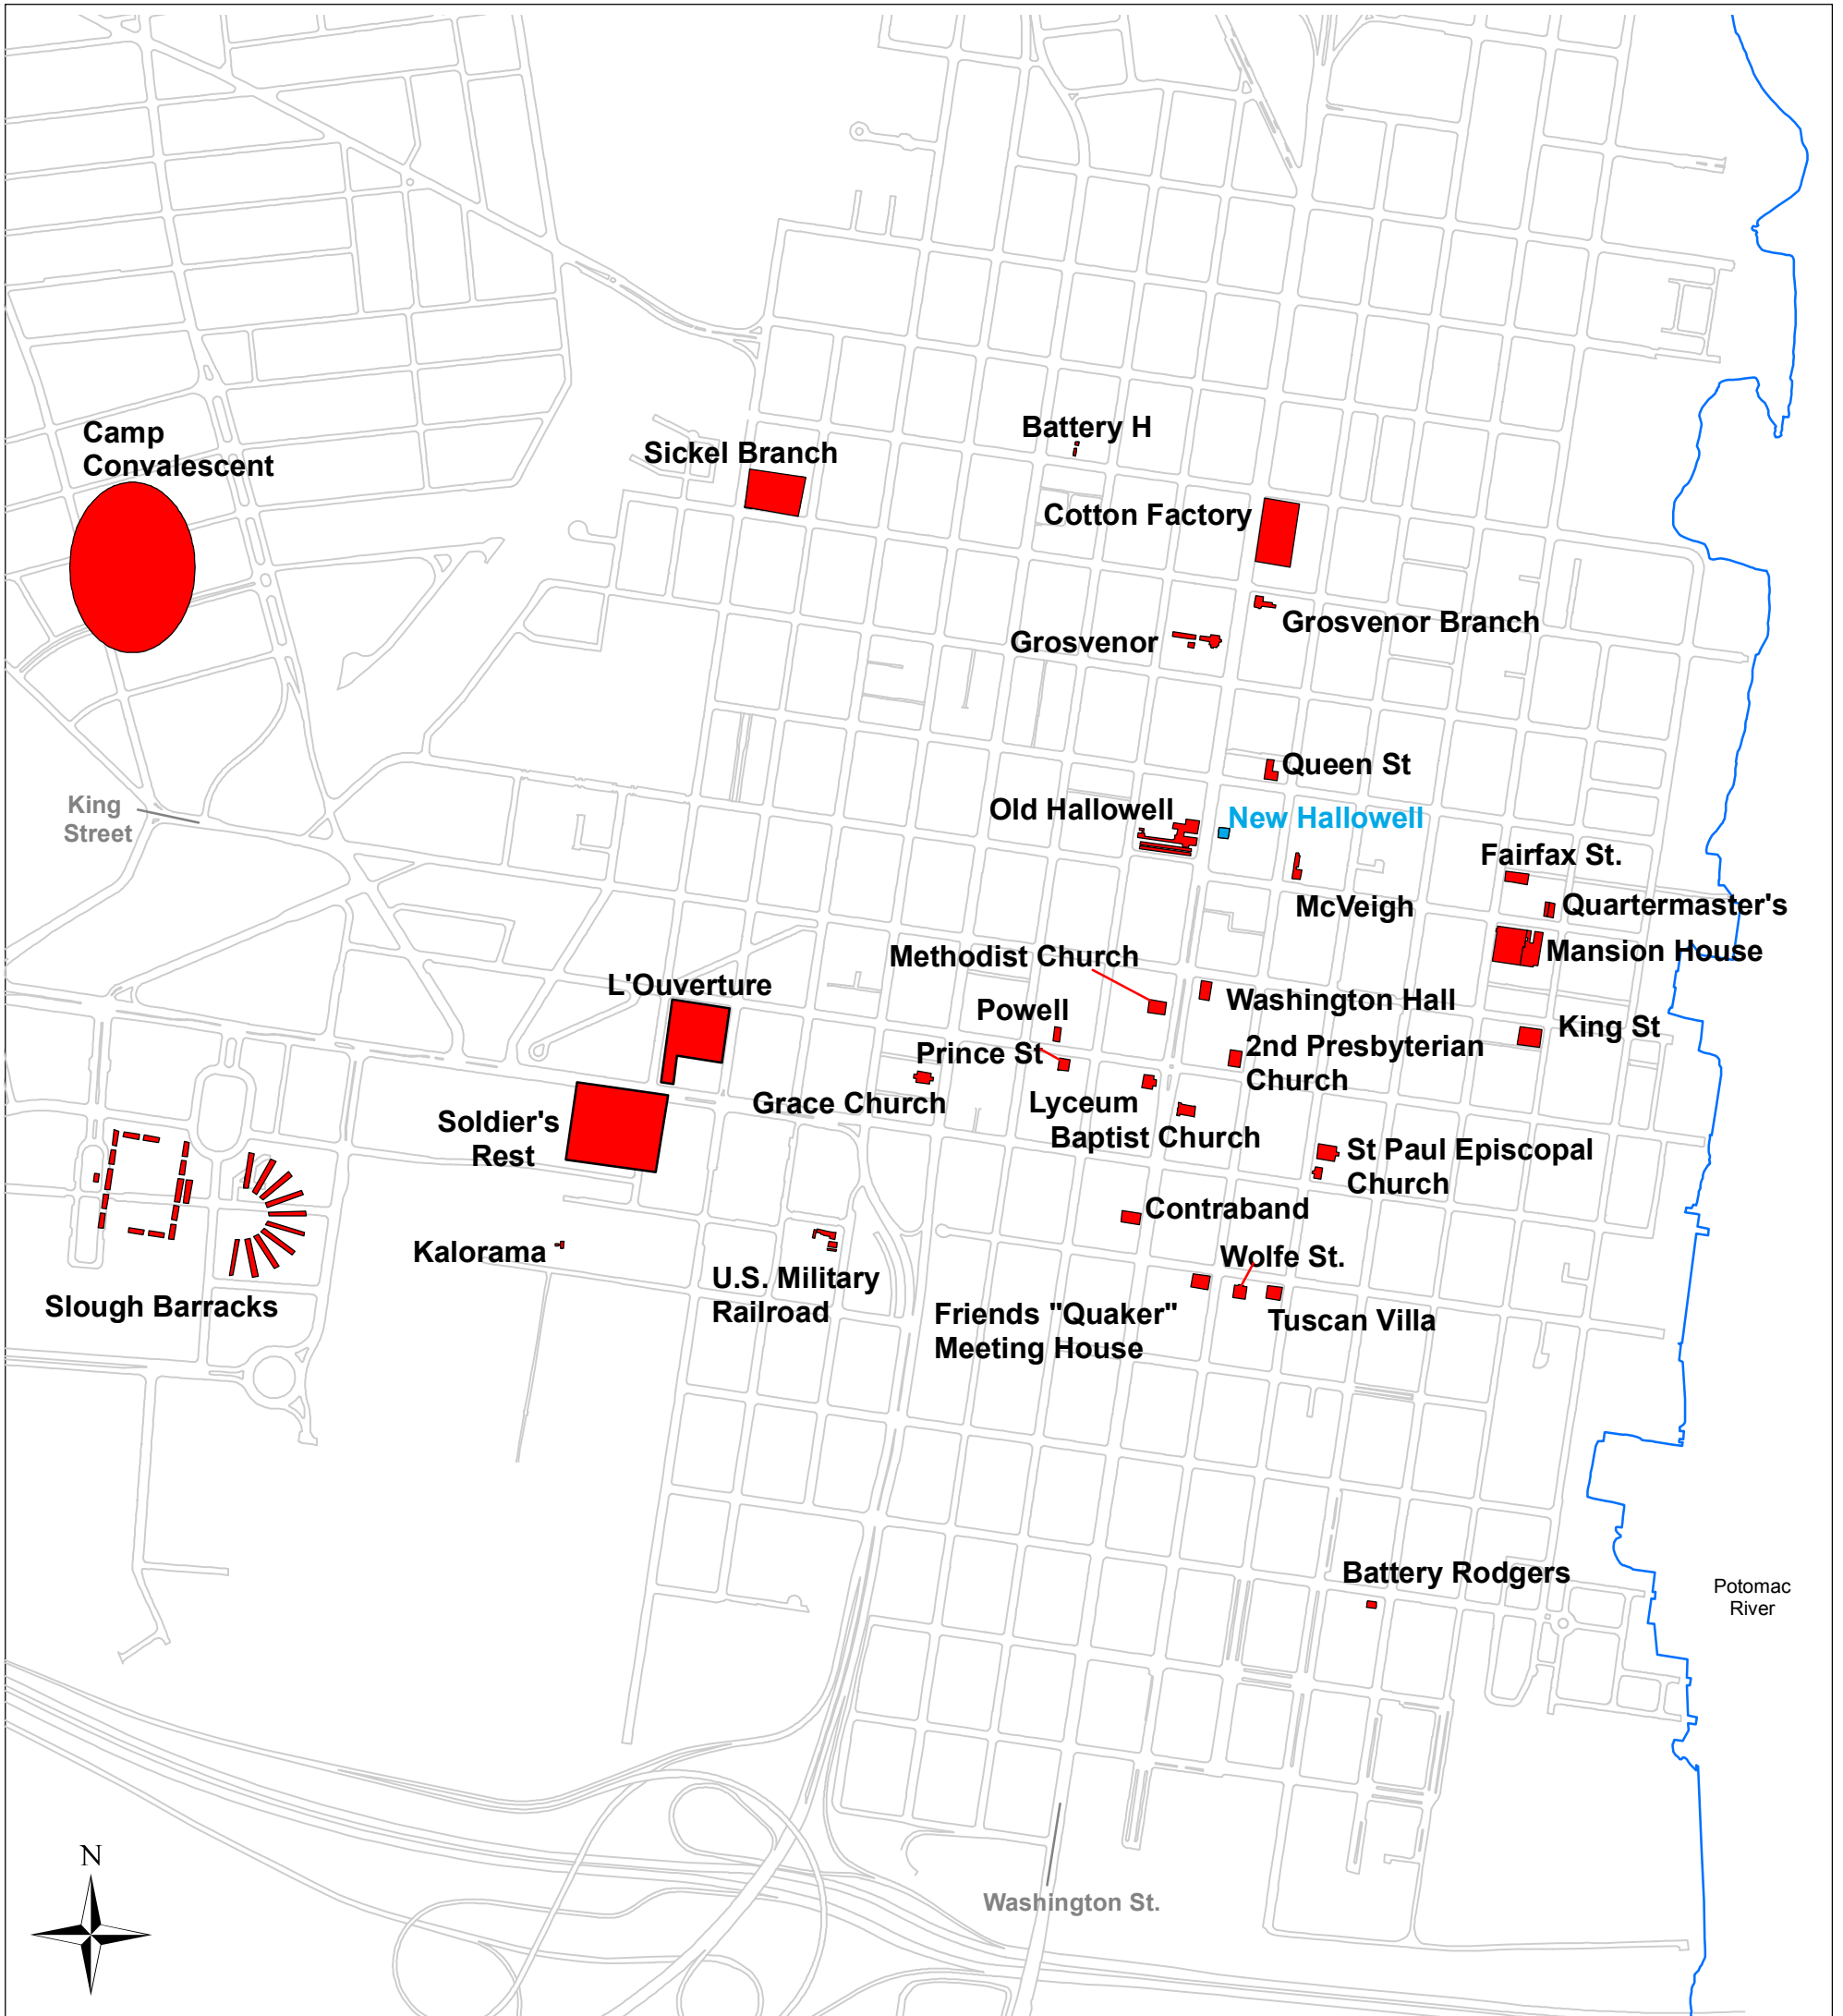 Camp
Convalescent
Sickel Branch
Battery H
Cotton Factory
Grosvenor Branch
Grosvenor
Queen St
King
Street
Old Hallowell
New Hallowell
Fairfax St.
McVeigh
Quartermaster's
Methodist Church
Mansion House
L'Ouverture
Washington Hall
Powell
King St
Prince St
2nd Presbyterian
Church
Grace Church
Lyceum
Soldier's
Rest
Baptist Church
St Paul Episcopal
Church
Contraband
Kalorama
Wolfe St.
U.S. Military
Railroad
Slough Barracks
Friends "Quaker"
Meeting House
Tuscan Villa
Battery Rodgers
Potomac
River
N
Washington St.